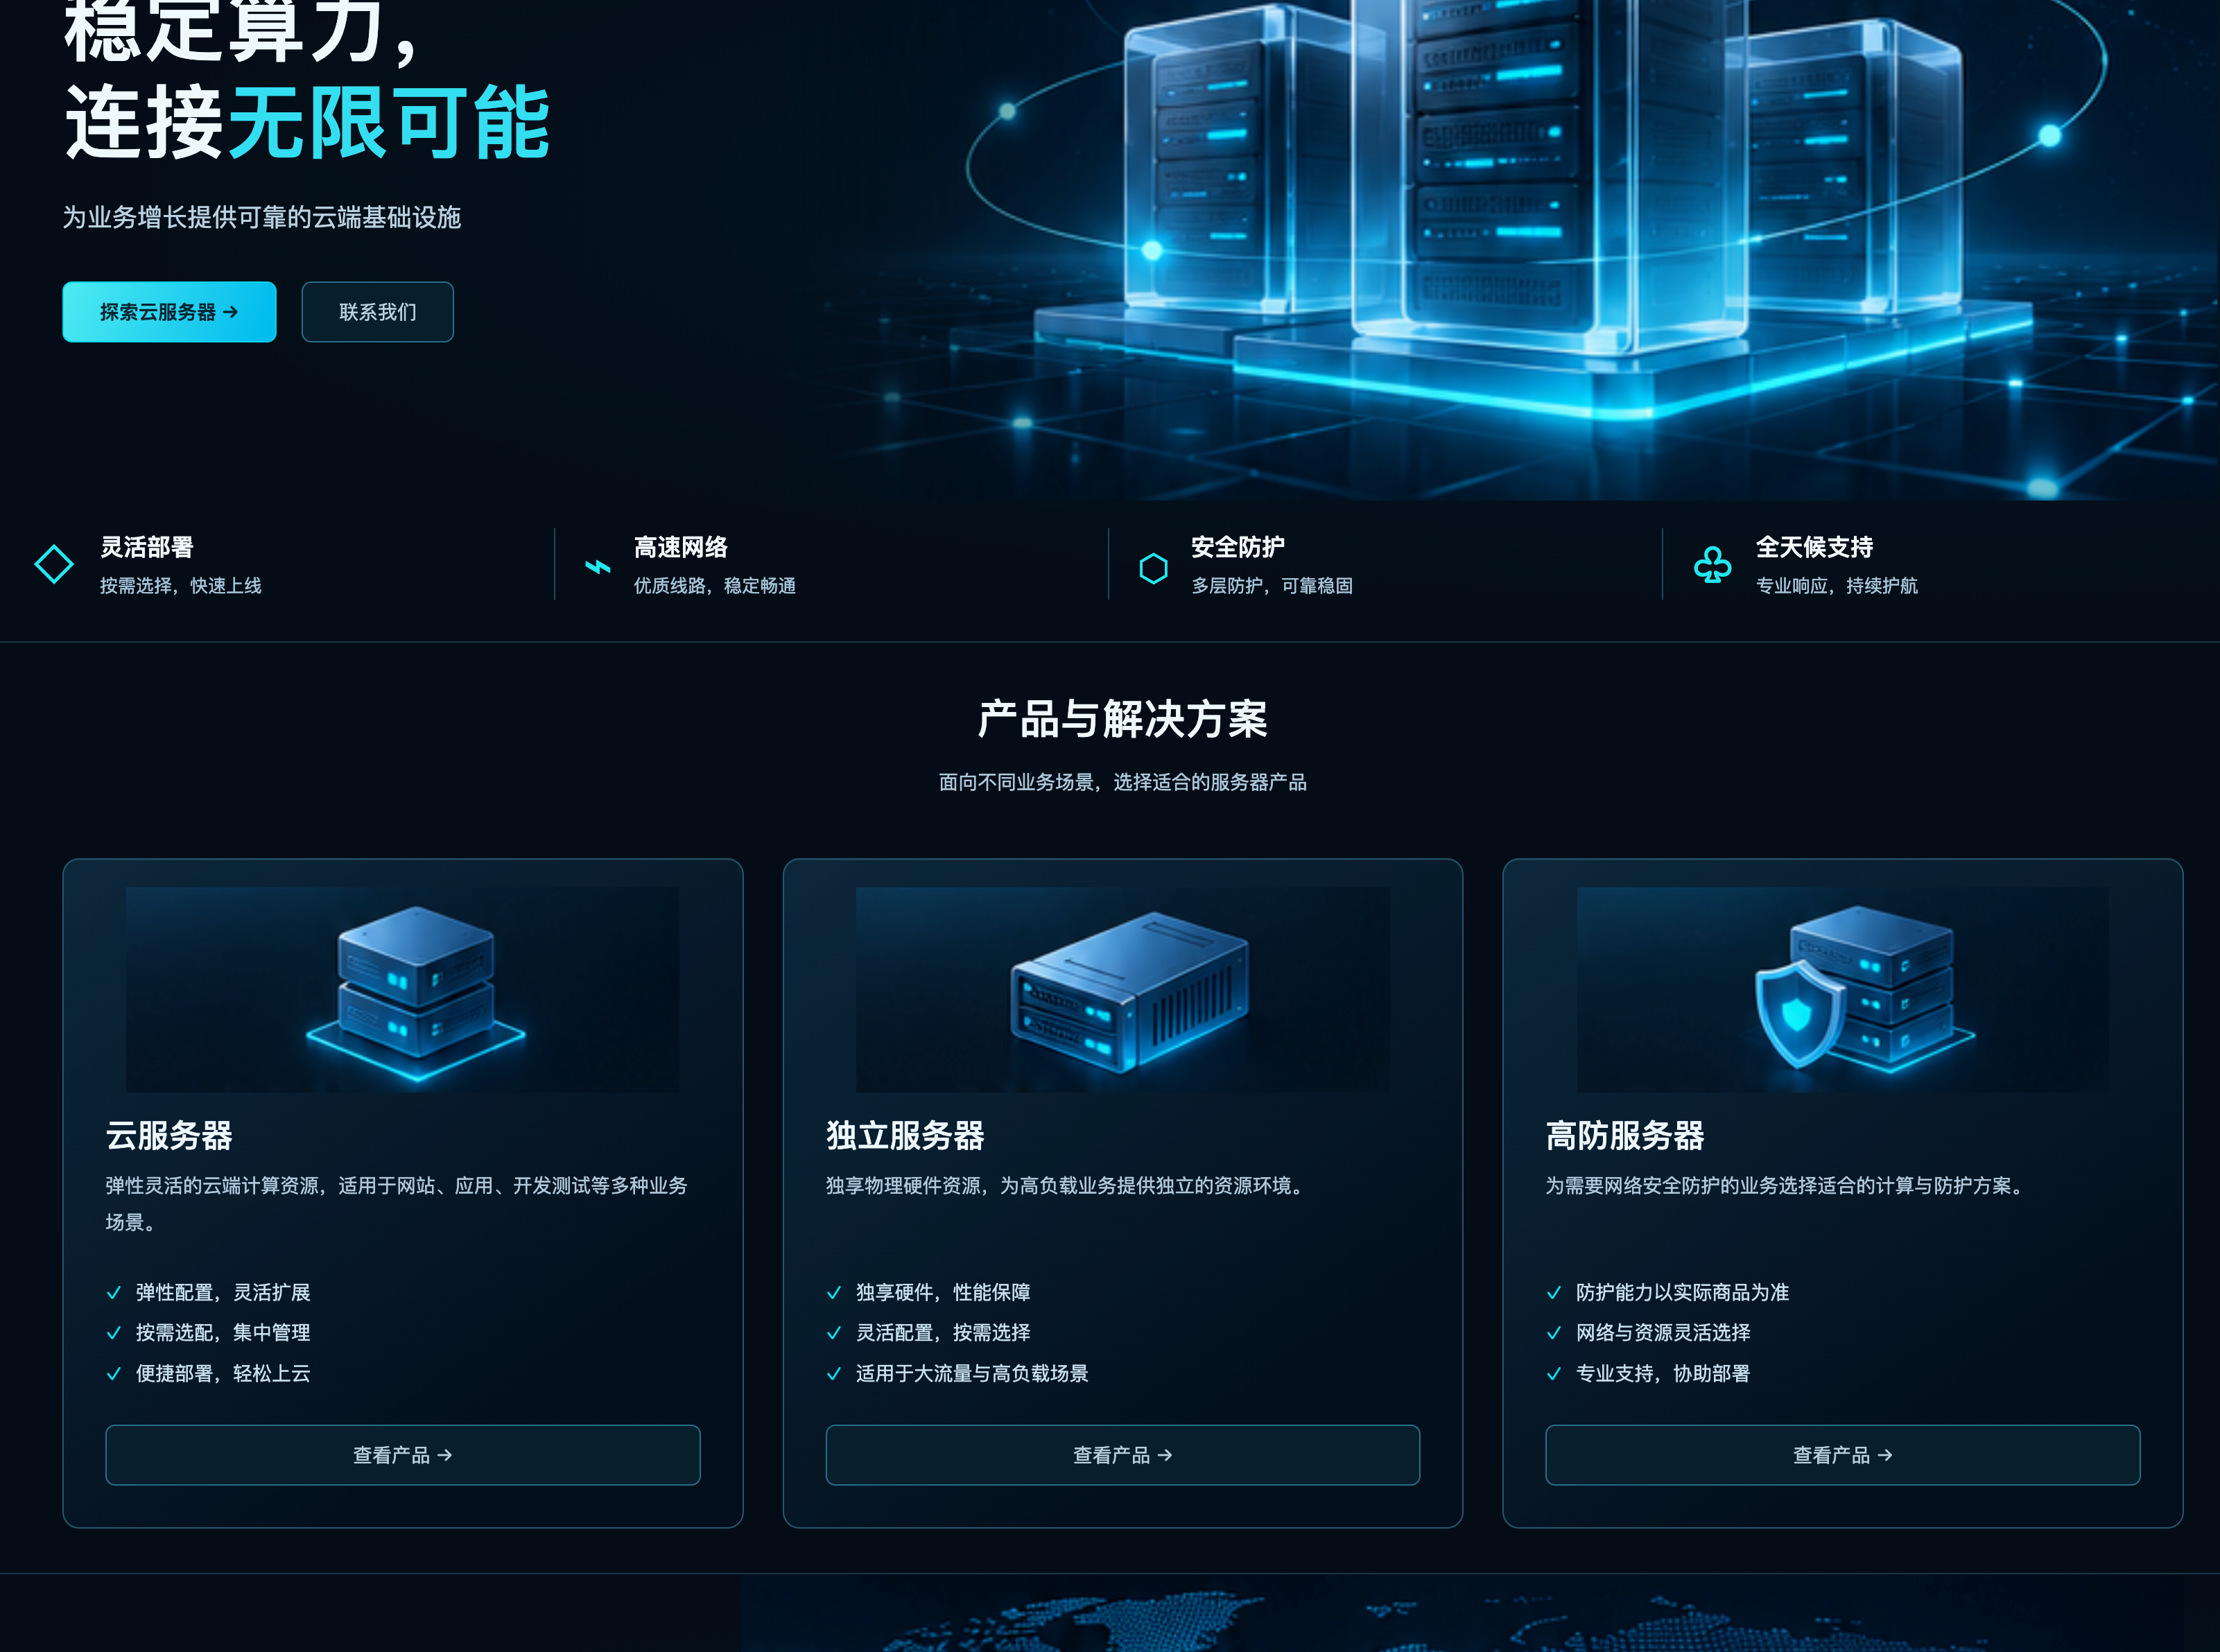 稳定算力，
连接无限可能
为业务增长提供可靠的云端基础设施
探索云服务器 →
联系我们
灵活部署
按需选择，快速上线
高速网络
优质线路，稳定畅通
安全防护
多层防护，可靠稳固
全天候支持
专业响应，持续护航
产品与解决方案
面向不同业务场景，选择适合的服务器产品
云服务器
弹性灵活的云端计算资源，适用于网站、应用、开发测试等多种业务
场景。
✓ 弹性配置，灵活扩展
✓ 按需选配，集中管理
✓ 便捷部署，轻松上云
查看产品 →
独立服务器
独享物理硬件资源，为高负载业务提供独立的资源环境。
✓ 独享硬件，性能保障
✓ 灵活配置，按需选择
✓ 适用于大流量与高负载场景
查看产品 →
高防服务器
为需要网络安全防护的业务选择适合的计算与防护方案。
✓ 防护能力以实际商品为准
✓ 网络与资源灵活选择
✓ 专业支持，协助部署
查看产品 →